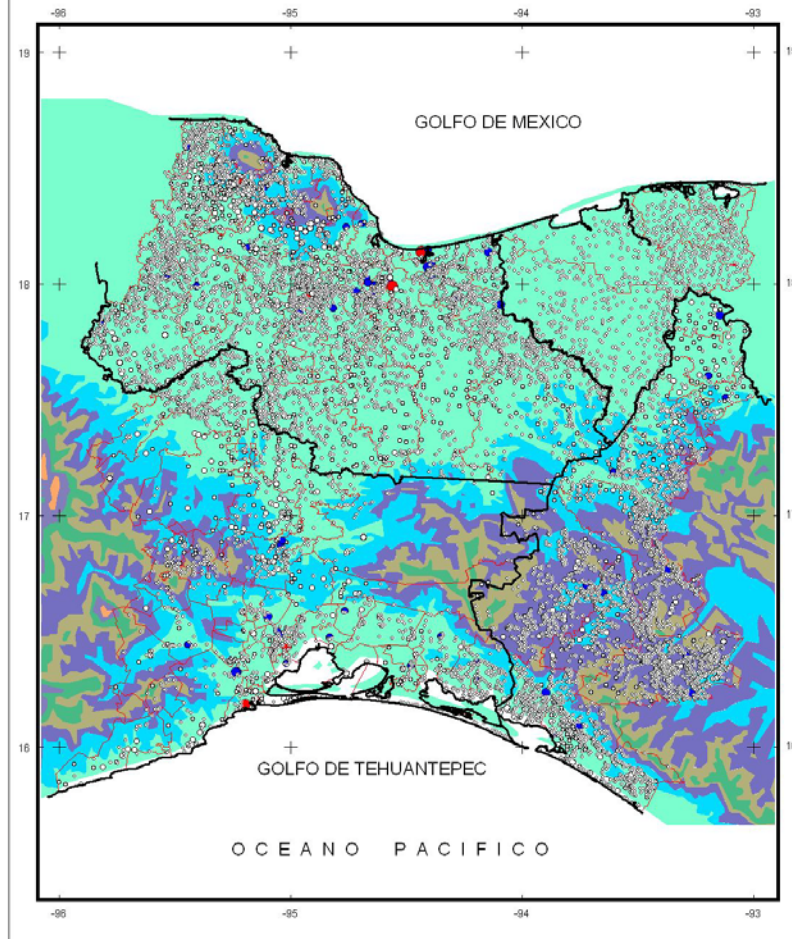 -96 -95 -94 -93
19
GOLFO DE MEXICO
18
17
16
GOLFO DE TEHUANTEPEC
OCEANO PACIFICO
-96 -95 -94 -93